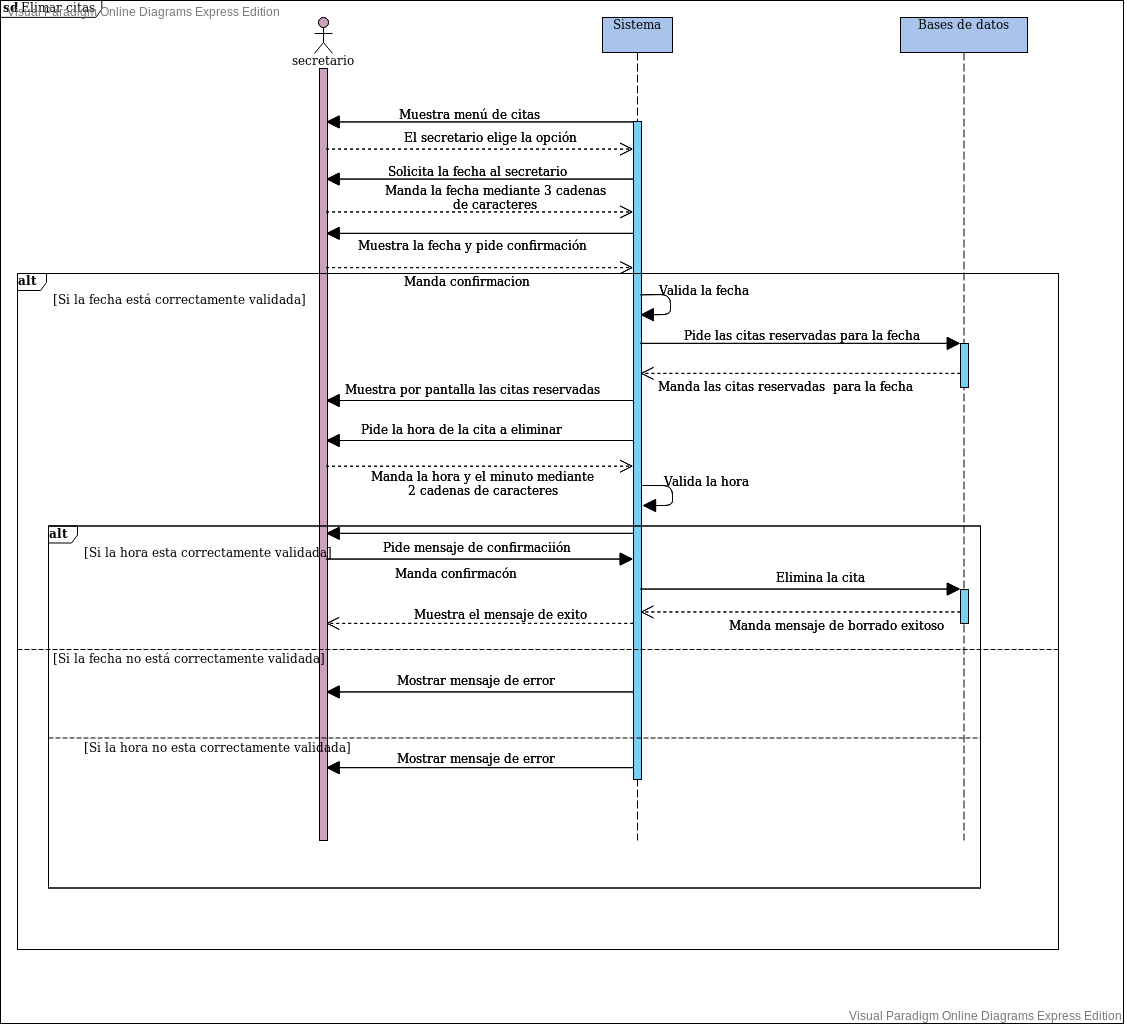 sd Elimar citas
Visual Paradigm Online Diagrams Express Edition
Sistema
Bases de datos
secretario
Muestra menú de citas
El secretario elige la opción
Solicita la fecha al secretario
Manda la fecha mediante 3 cadenas
de caracteres
Muestra la fecha y pide confirmación
alt
Manda confirmacion
[Si la fecha está correctamente validada]
Valida la fecha
Pide las citas reservadas para la fecha
Manda las citas reservadas  para la fecha
Muestra por pantalla las citas reservadas
Pide la hora de la cita a eliminar
Manda la hora y el minuto mediante
2 cadenas de caracteres
Valida la hora
alt
Pide mensaje de confirmaciión
[Si la hora esta correctamente validada]
Manda confirmacón
Elimina la cita
Muestra el mensaje de exito
Manda mensaje de borrado exitoso
[Si la fecha no está correctamente validada]
Mostrar mensaje de error
[Si la hora no esta correctamente validada]
Mostrar mensaje de error
Visual Paradigm Online Diagrams Express Edition